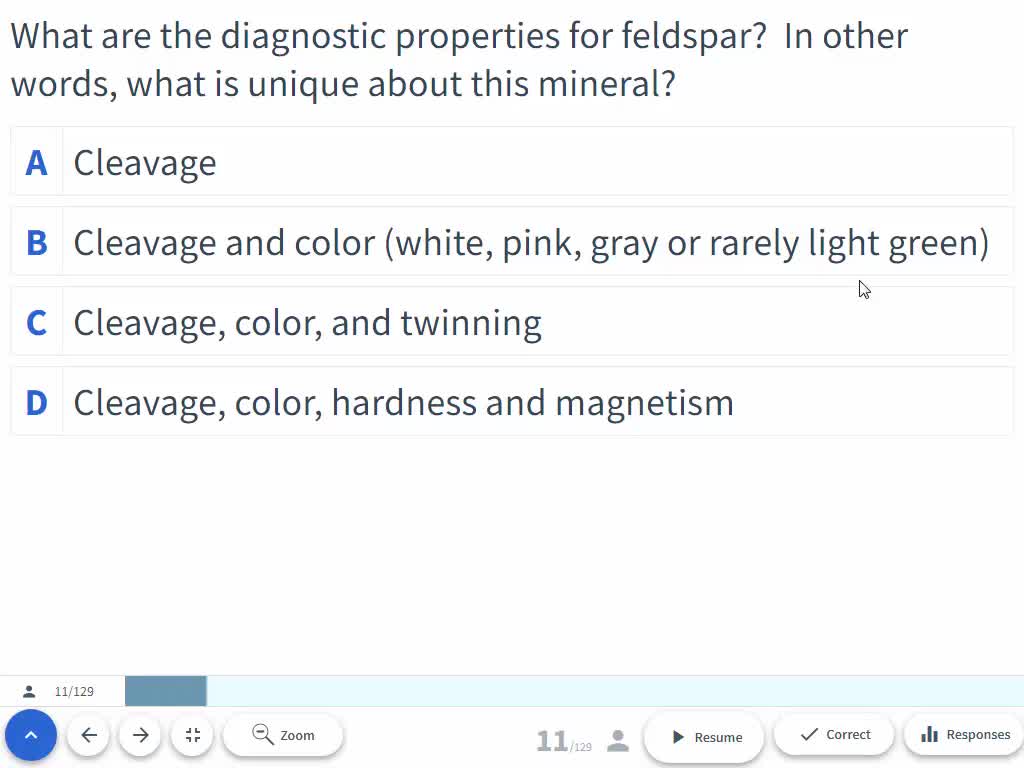 What are the diagnostic properties for feldspar?  In other
words, what is unique about this mineral?
A Cleavage
B Cleavage and color (white, pink, gray or rarely light green)
C Cleavage, color, and twinning
D Cleavage, color, hardness and magnetism
11/129
Zoom 11/129 Resume Correct Responses